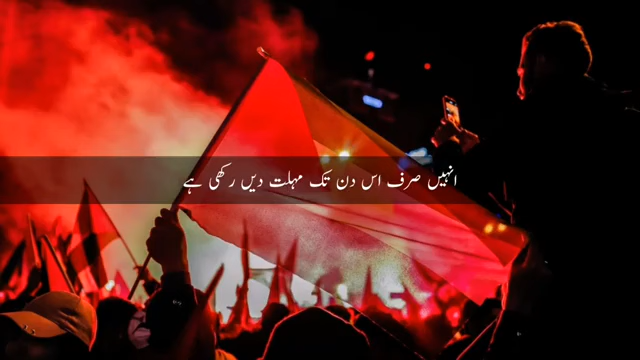 انہیں صرف اس دن تک مہلت دیں رکھی ہے